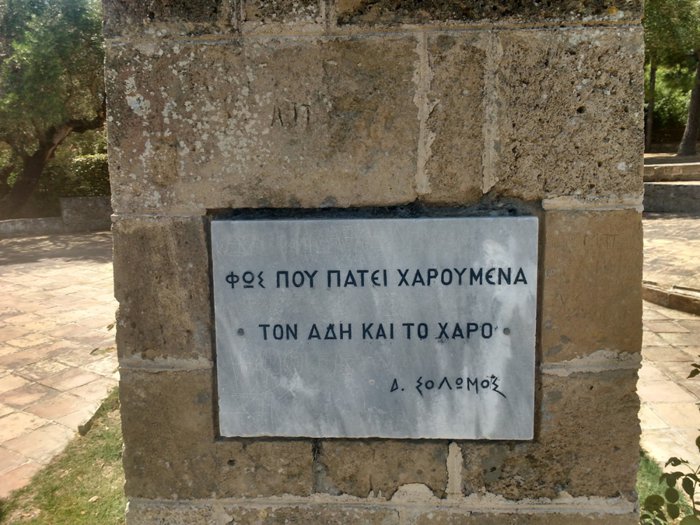 ΦΩΣ ΠΟΥ ΠΑΤΕΙ ΧΑΡΟΥΜΕΝΑ
ΤΟΝ ΑΔΗ ΚΑΙ ΤΟ ΧΑΡΟ
Δ. ΣΟΛΩΜΟΣ